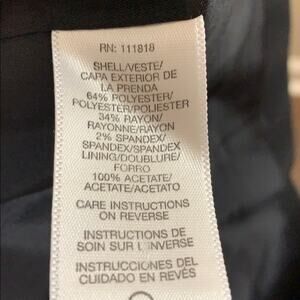 RN: 111818
SHELL/VESTE/
CAPA EXTERIOR DE
LA PRENDA
64% POLYESTER/
POLYESTER/POLIESTER
34% RAYON/
RAYONNE/RAYON
2% SPANDEX/
SPANDEX/SPANDEX
LINING/DOUBLURE/
FORRO
100% ACETATE/
ACETATE/ACETATO
CARE INSTRUCTIONS
ON REVERSE
INSTRUCTIONS DE
SOIN SUR L'INVERSE
INSTRUCCIONES DEL
CUIDADO EN REVÉS